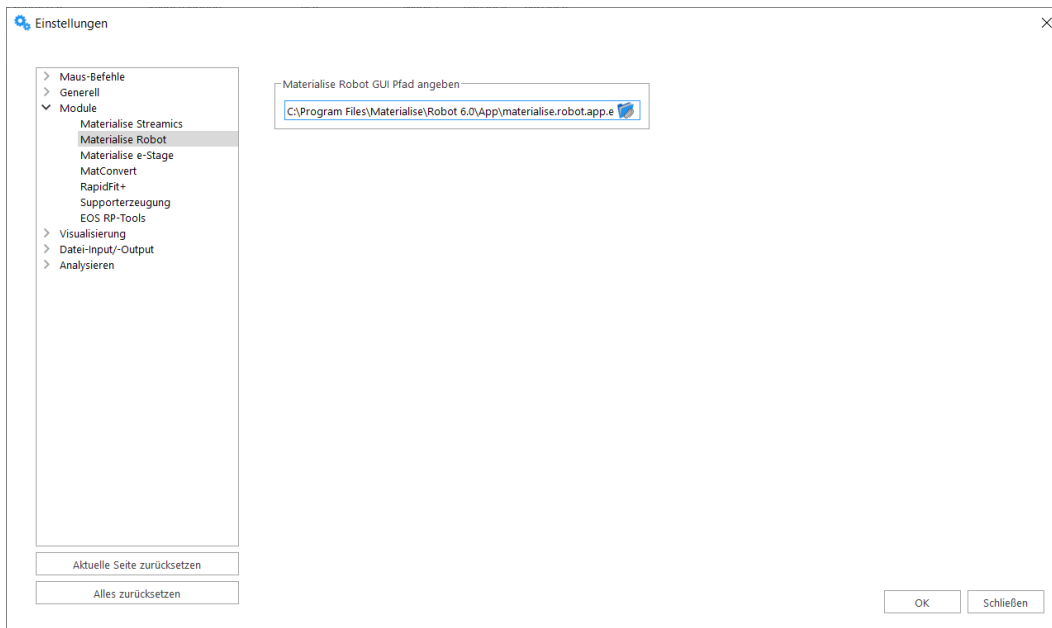 Einstellungen
Maus-Befehle
Generell
Module
Materialise Streamics
Materialise Robot
Materialise e-Stage
MatConvert
RapidFit+
Supporterzeugung
EOS RP-Tools
Visualisierung
Datei-Input/-Output
Analysieren
Materialise Robot GUI Pfad angeben
C:\Program Files\Materialise\Robot 6.0\App\materialise.robot.app.e
Aktuelle Seite zurücksetzen
Alles zurücksetzen
OK
Schließen